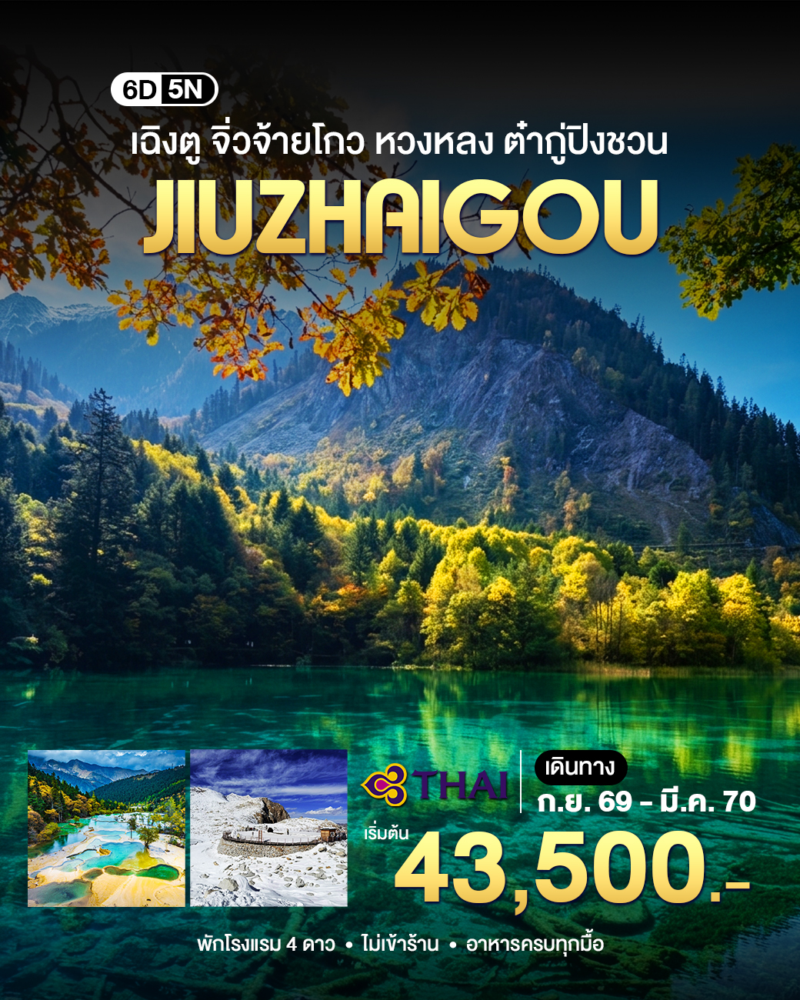 6D 5N
เฉิงตู จิ่วจ้ายโกว หวงหลง ต๋ากู่ปิงชวน
JIUZHAIGOU
THAI
เดินทาง
ก.ย. 69 - มี.ค. 70
เริ่มต้น
43,500.-
พักโรงแรม 4 ดาว • ไม่เข้าร้าน • อาหารครบทุกมื้อ